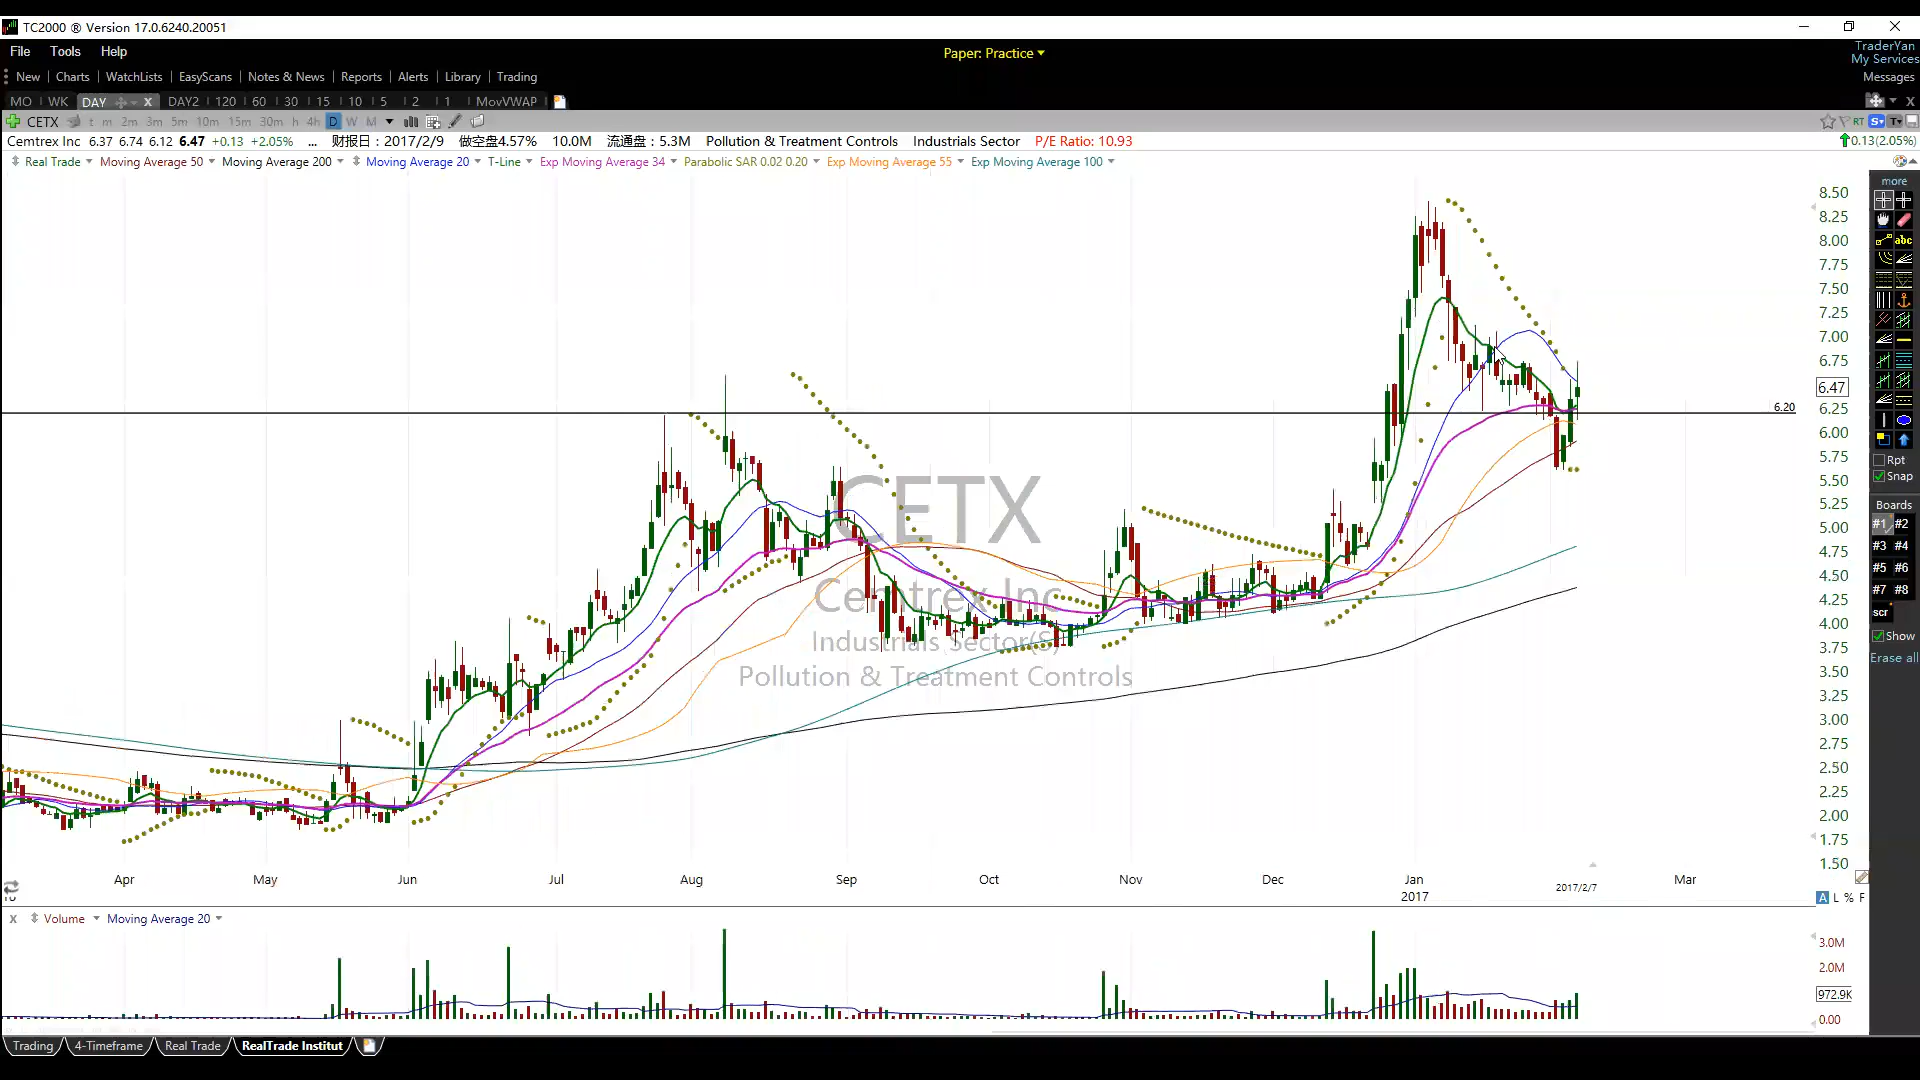 TC2000 ® Version 17.0.6240.20051
File Tools Help
Paper: Practice
TraderYan
My Services
New Charts WatchLists EasyScans Notes & News Reports Alerts Library Trading
Messages
MO WK DAY X DAY2 120 60 30 15 10 5 2 1 MovVWAP
X
CETX t m 2m 3m 5m 10m 15m 30m h 4h D W M
RT S T
Cemtrex Inc 6.37 6.74 6.12 6.47 +0.13 +2.05% ... 财报日：2017/2/9 做空盘4.57% 10.0M 流通盘：5.3M Pollution & Treatment Controls Industrials Sector P/E Ratio: 10.93
0.13(2.05%)
Real Trade Moving Average 50 Moving Average 200 Moving Average 20 T-Line Exp Moving Average 34 Parabolic SAR 0.02 0.20 Exp Moving Average 55 Exp Moving Average 100
more
abc
8.50
8.25
8.00
7.75
7.50
7.25
7.00
6.75
6.47
6.25
6.20
6.00
5.75
5.50
5.25
5.00
4.75
4.50
4.25
4.00
3.75
3.50
3.25
3.00
2.75
2.50
2.25
2.00
1.75
1.50
CETX
Cemtrex Inc
Industrials Sector(S)
Pollution & Treatment Controls
Rpt
Snap
Boards
#1 #2
#3 #4
#5 #6
#7 #8
scr
Show
Erase all
Apr May Jun Jul Aug Sep Oct Nov Dec Jan 2017/2/7 Mar
2017
A L % F
X Volume Moving Average 20
3.0M
2.0M
972.9K
0.00
Trading 4-Timeframe Real Trade RealTrade Institut